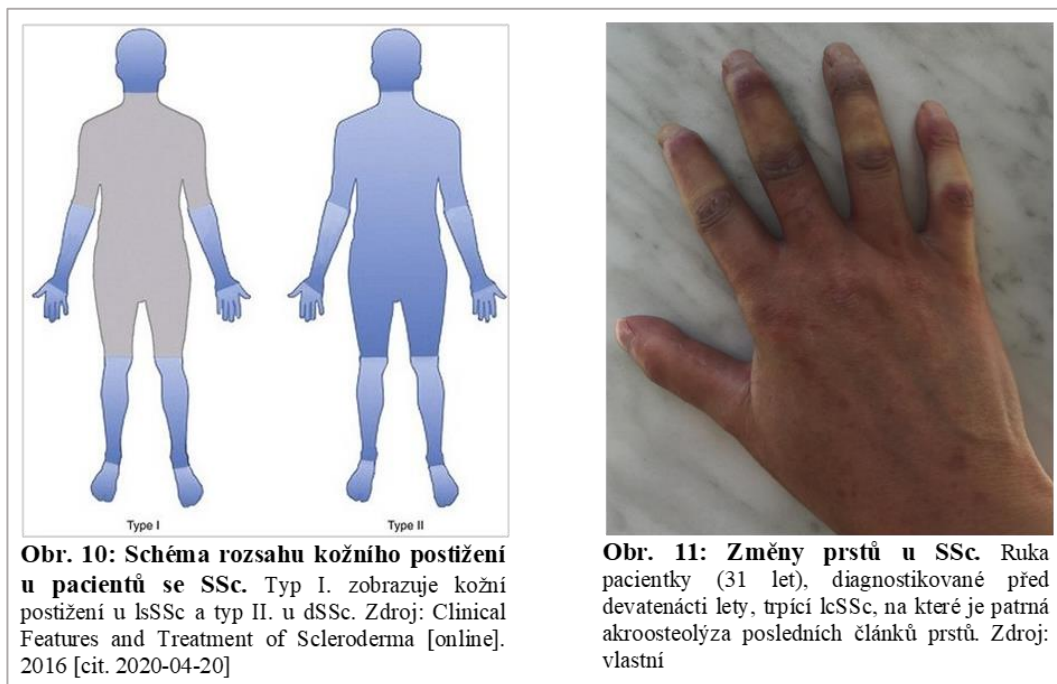 Type I
Type II
Obr. 10: Schéma rozsahu kožního postižení
u pacientů se SSc. Typ I. zobrazuje kožní
postižení u lsSSc a typ II. u dSSc. Zdroj: Clinical
Features and Treatment of Scleroderma [online].
2016 [cit. 2020-04-20]
Obr. 11: Změny prstů u SSc. Ruka
pacientky (31 let), diagnostikované před
devatenácti lety, trpící lcSSc, na které je patrná
akroosteolýza posledních článků prstů. Zdroj:
vlastní